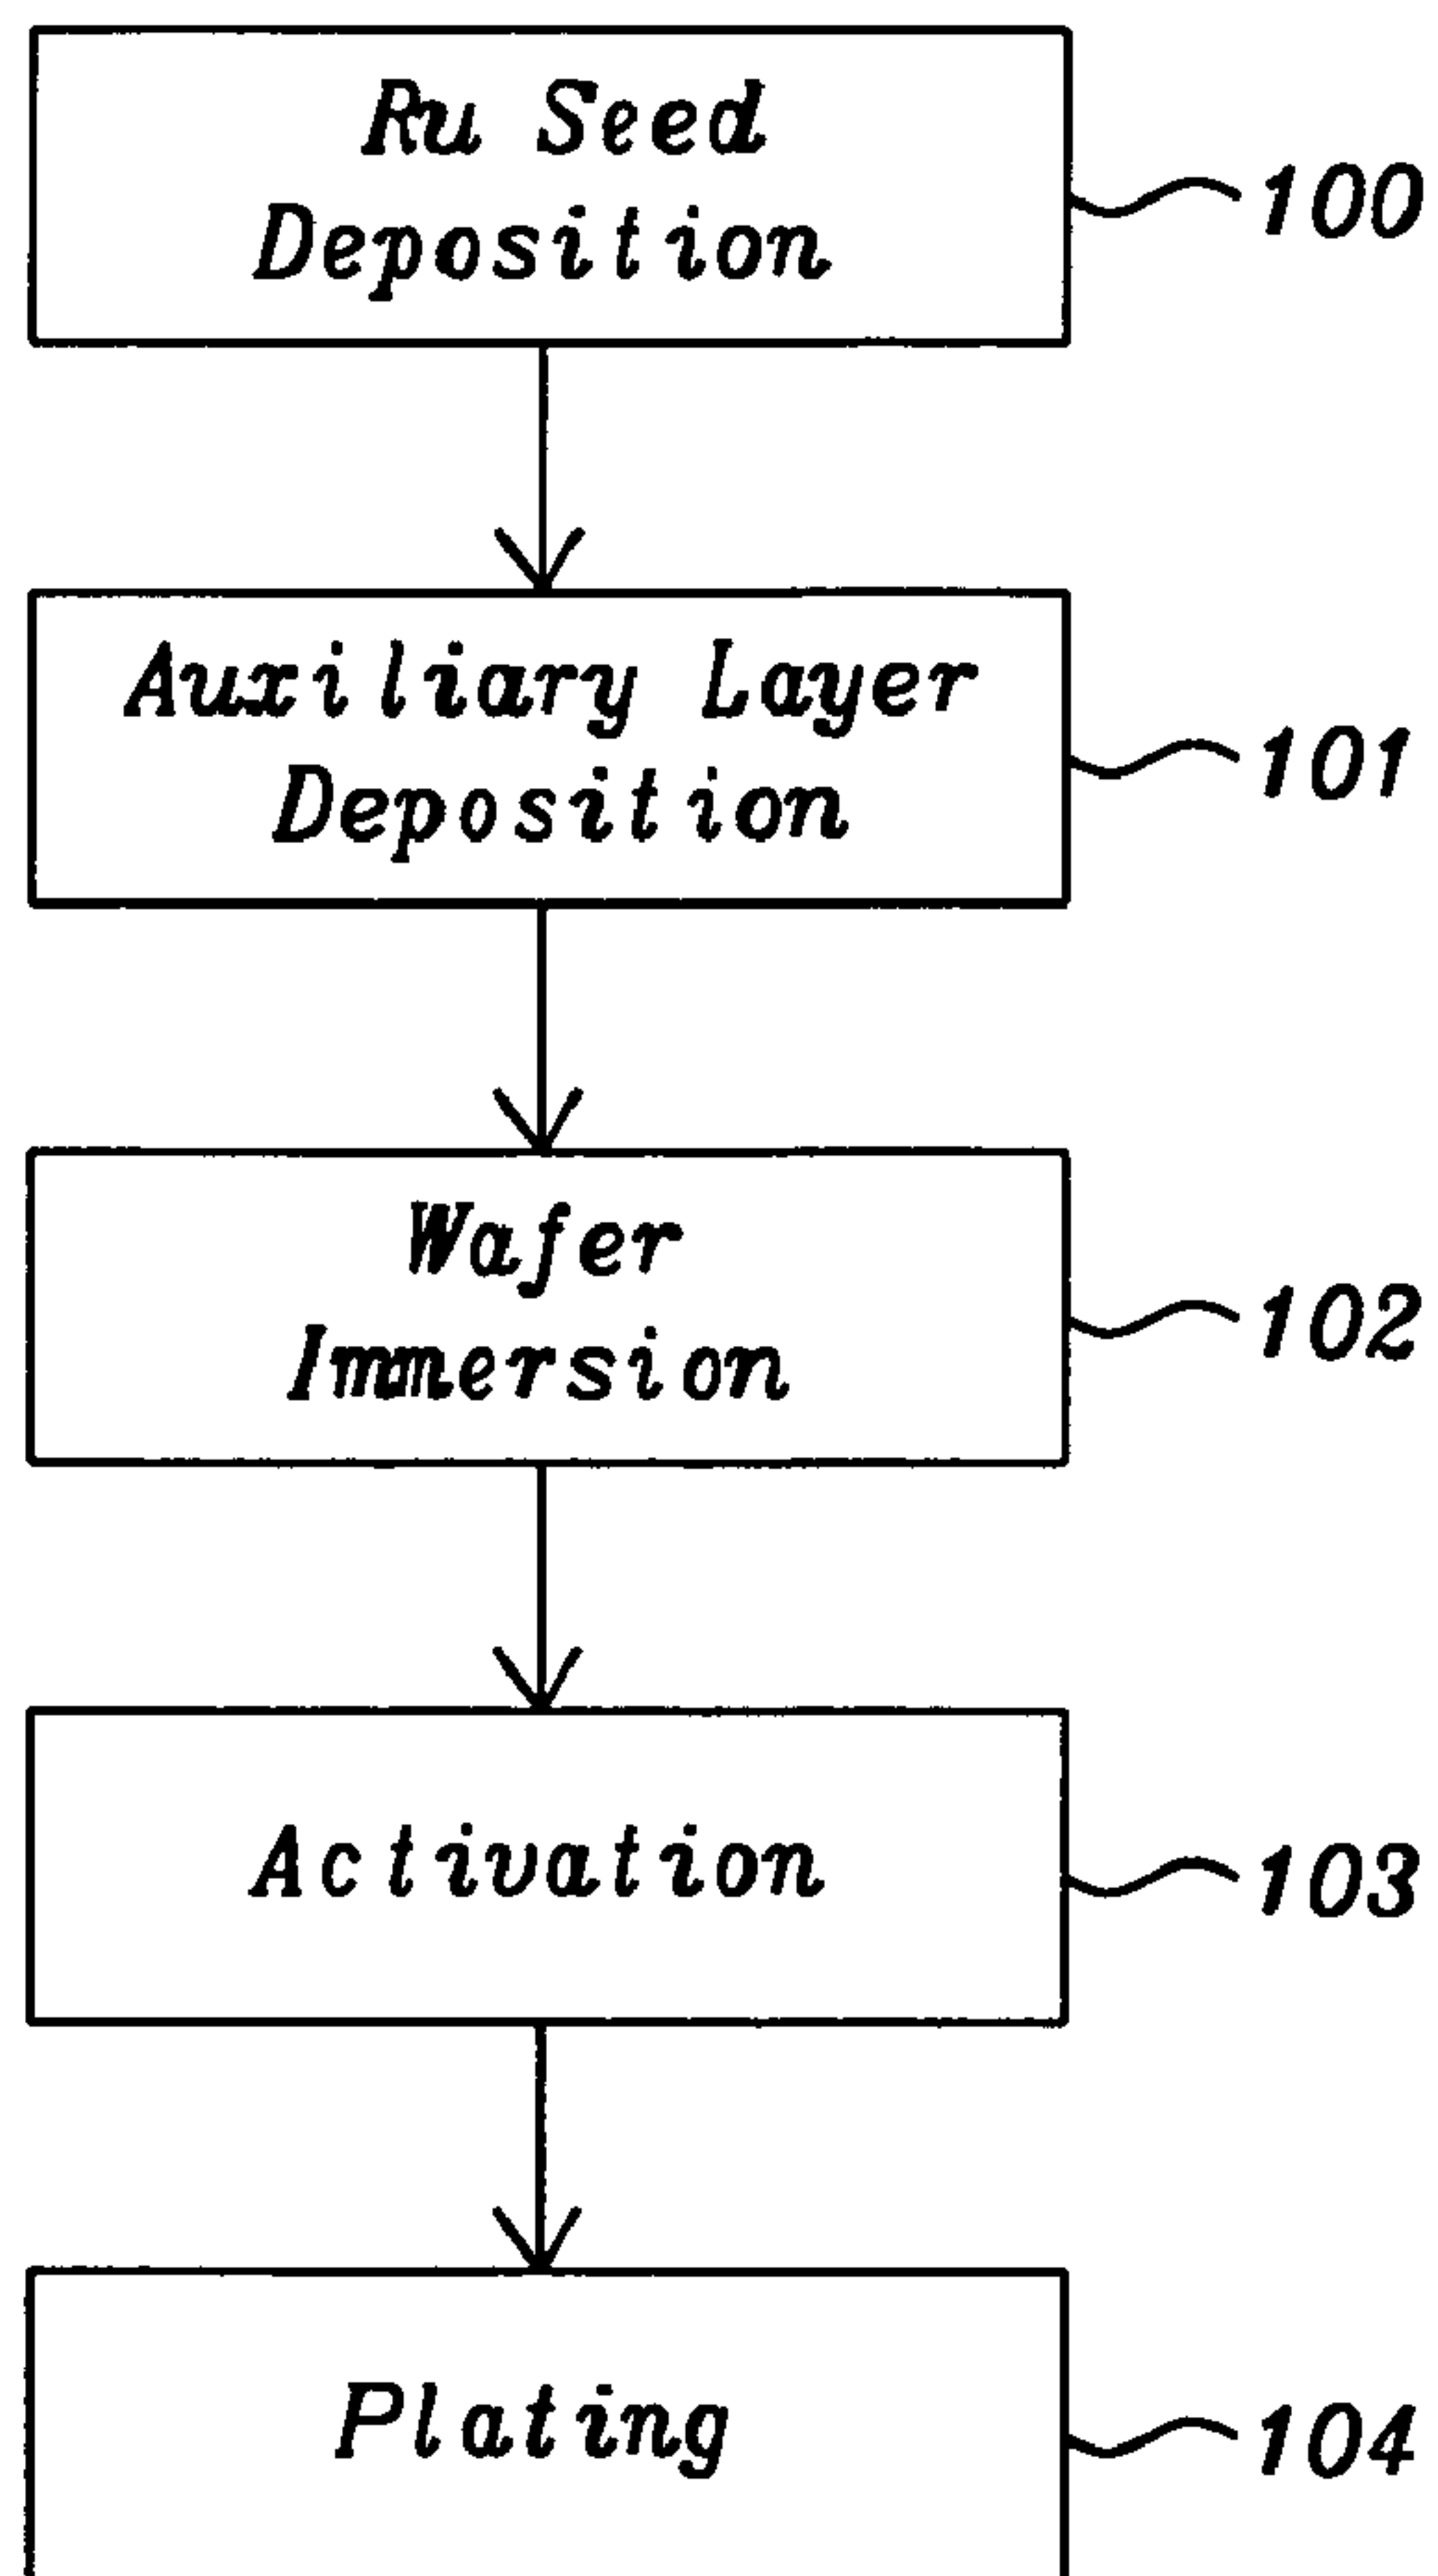 Ru Seed
Deposition
100
Auxiliary Layer
Deposition
101
Wafer
Immersion
102
Activation
103
Plating
104